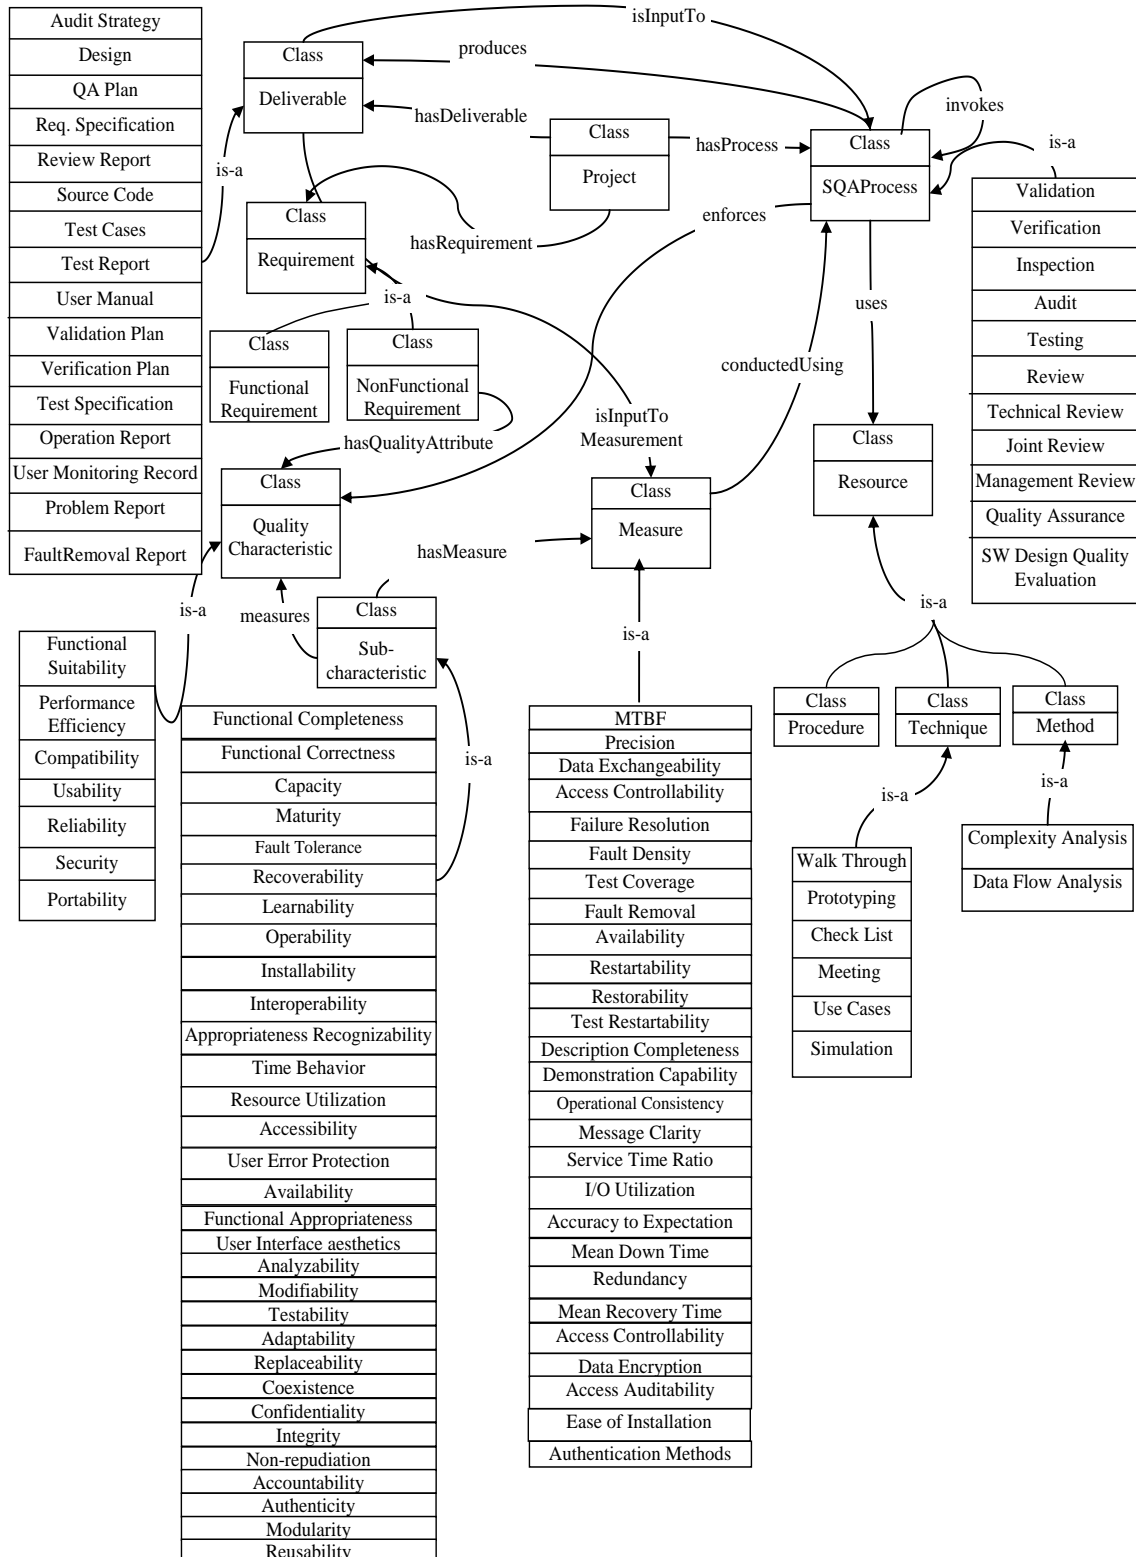 Audit Strategy
Design
QA Plan
Req. Specification
Review Report
Source Code
Test Cases
Test Report
User Manual
Validation Plan
Verification Plan
Test Specification
Operation Report
User Monitoring Record
Problem Report
FaultRemoval Report
is-a
Class
Deliverable
isInputTo
produces
hasDeliverable
Class
Project
hasProcess
Class
SQAProcess
invokes
is-a
Validation
Verification
Inspection
Audit
Testing
Review
Technical Review
Joint Review
Management Review
Quality Assurance
SW Design Quality
Evaluation
Class
Requirement
hasRequirement
enforces
is-a
Class
Functional
Requirement
Class
NonFunctional
Requirement
uses
conductedUsing
isInputTo
Measurement
hasQualityAttribute
Class
Quality
Characteristic
Class
Measure
Class
Resource
hasMeasure
is-a
measures
Class
Sub-
characteristic
is-a
is-a
Functional
Suitability
Performance
Efficiency
Compatibility
Usability
Reliability
Security
Portability
Functional Completeness
Functional Correctness
Capacity
Maturity
Fault Tolerance
Recoverability
Learnability
Operability
Installability
Interoperability
Appropriateness Recognizability
Time Behavior
Resource Utilization
Accessibility
User Error Protection
Availability
Functional Appropriateness
User Interface aesthetics
Analyzability
Modifiability
Testability
Adaptability
Replaceability
Coexistence
Confidentiality
Integrity
Non-repudiation
Accountability
Authenticity
Modularity
Reusability
is-a
MTBF
Precision
Data Exchangeability
Access Controllability
Failure Resolution
Fault Density
Test Coverage
Fault Removal
Availability
Restartability
Restorability
Test Restartability
Description Completeness
Demonstration Capability
Operational Consistency
Message Clarity
Service Time Ratio
I/O Utilization
Accuracy to Expectation
Mean Down Time
Redundancy
Mean Recovery Time
Access Controllability
Data Encryption
Access Auditability
Ease of Installation
Authentication Methods
Class
Procedure
Class
Technique
Class
Method
is-a
is-a
Walk Through
Prototyping
Check List
Meeting
Use Cases
Simulation
Complexity Analysis
Data Flow Analysis